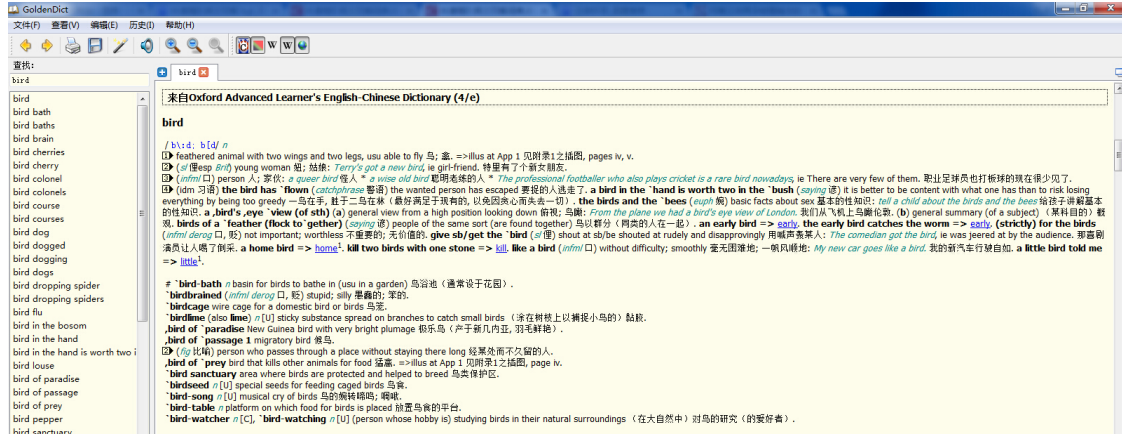 GoldenDict
文件(F) 查看(V) 编辑(E) 历史(I) 帮助(H)
W W
查找:
bird
bird
bird
bird bath
bird baths
bird brain
bird cherries
bird cherry
bird colonel
bird colonels
bird course
bird courses
bird dog
bird dogged
bird dogging
bird dogs
bird dropping spider
bird dropping spiders
bird flu
bird in the bosom
bird in the hand
bird in the hand is worth two i
bird louse
bird of paradise
bird of passage
bird of prey
bird pepper
bird sanctuary
来自Oxford Advanced Learner's English-Chinese Dictionary (4/e)
bird
/ b\:d; b[d/ n
1 feathered animal with two wings and two legs, usu able to fly 鸟; 禽. =>illus at App 1 见附录1之插图, pages iv, v.
2 (sl 俚esp Brit) young woman 妞; 姑娘: Terry's got a new bird, ie girl-friend. 特里有了个新女朋友.
3 (infml 口) person 人; 家伙: a queer bird 怪人 * a wise old bird 聪明老练的人 * The professional footballer who also plays cricket is a rare bird nowadays, ie There are very few of them. 职业足球员也打板球的现在很少见了.
4 (idm 习语) the bird has `flown (catchphrase 警语) the wanted person has escaped 要捉的人逃走了. a bird in the `hand is worth two in the `bush (saying 谚) it is better to be content with what one has than to risk losing
everything by being too greedy 一鸟在手, 胜于二鸟在林（最好满足于现有的, 以免因贪心而失去一切）. the birds and the `bees (euph 婉) basic facts about sex 基本的性知识: tell a child about the birds and the bees 给孩子讲解基本
的性知识. a ,bird's ,eye `view (of sth) (a) general view from a high position looking down 俯视; 鸟瞰: From the plane we had a bird's eye view of London. 我们从飞机上鸟瞰伦敦. (b) general summary (of a subject) （某科目的）概
观. birds of a `feather (flock to`gether) (saying 谚) people of the same sort (are found together) 鸟以群分（同类的人在一起）. an early bird => early. the early bird catches the worm => early. (strictly) for the birds
(infml derog 口, 贬) not important; worthless 不重要的; 无价值的. give sb/get the `bird (sl 俚) shout at sb/be shouted at rudely and disapprovingly 用喊声轰某人: The comedian got the bird, ie was jeered at by the audience. 那喜剧
演员让人喝了倒采. a home bird => home1. kill two birds with one stone => kill. like a bird (infml 口) without difficulty; smoothly 毫无困难地; 一帆风顺地: My new car goes like a bird. 我的新汽车行驶自如. a little bird told me
=> little1.
# `bird-bath n basin for birds to bathe in (usu in a garden) 鸟浴池（通常设于花园）.
`birdbrained (infml derog 口, 贬) stupid; silly 愚蠢的; 笨的.
`birdcage wire cage for a domestic bird or birds 鸟笼.
`birdlime (also lime) n [U] sticky substance spread on branches to catch small birds （涂在树枝上以捕捉小鸟的）黏胶.
,bird of `paradise New Guinea bird with very bright plumage 极乐鸟（产于新几内亚, 羽毛鲜艳）.
,bird of `passage 1 migratory bird 候鸟.
2 (fig 比喻) person who passes through a place without staying there long 经某处而不久留的人.
,bird of `prey bird that kills other animals for food 猛禽. =>illus at App 1 见附录1之插图, page iv.
`bird sanctuary area where birds are protected and helped to breed 鸟类保护区.
`birdseed n [U] special seeds for feeding caged birds 鸟食.
`bird-song n [U] musical cry of birds 鸟的婉转啼鸣; 啁啾.
`bird-table n platform on which food for birds is placed 放置鸟食的平台.
`bird-watcher n [C], `bird-watching n [U] (person whose hobby is) studying birds in their natural surroundings （在大自然中）对鸟的研究（的爱好者）.